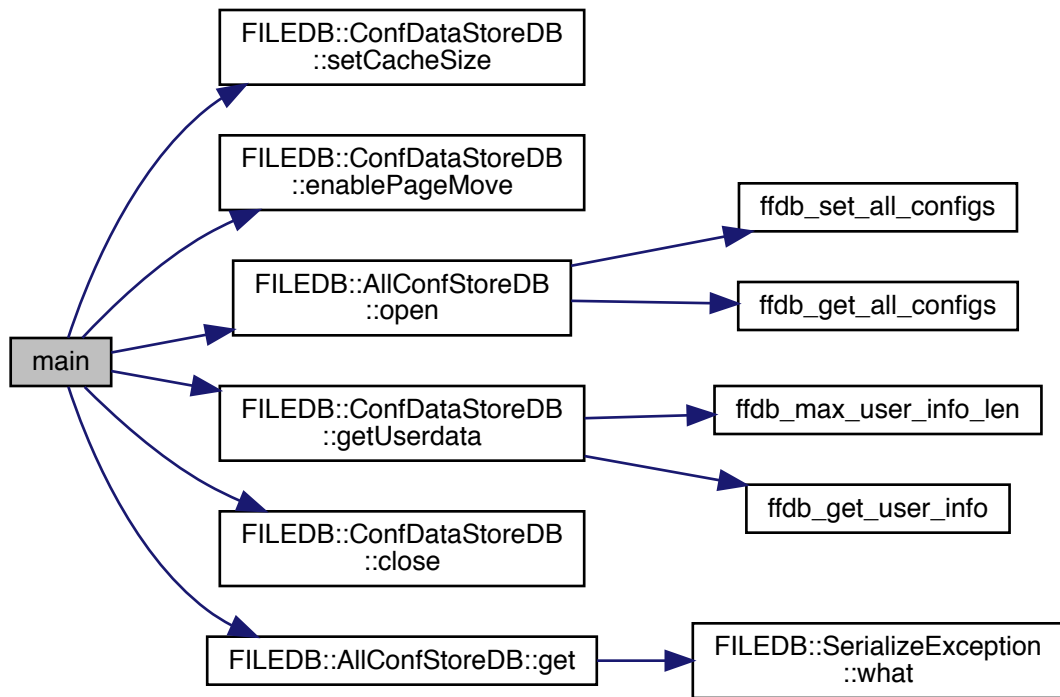 FILEDB::ConfDataStoreDB
::setCacheSize
FILEDB::ConfDataStoreDB
::enablePageMove
ffdb_set_all_configs
FILEDB::AllConfStoreDB
::open
ffdb_get_all_configs
main
FILEDB::ConfDataStoreDB
::getUserdata
ffdb_max_user_info_len
ffdb_get_user_info
FILEDB::ConfDataStoreDB
::close
FILEDB::AllConfStoreDB::get
FILEDB::SerializeException
::what